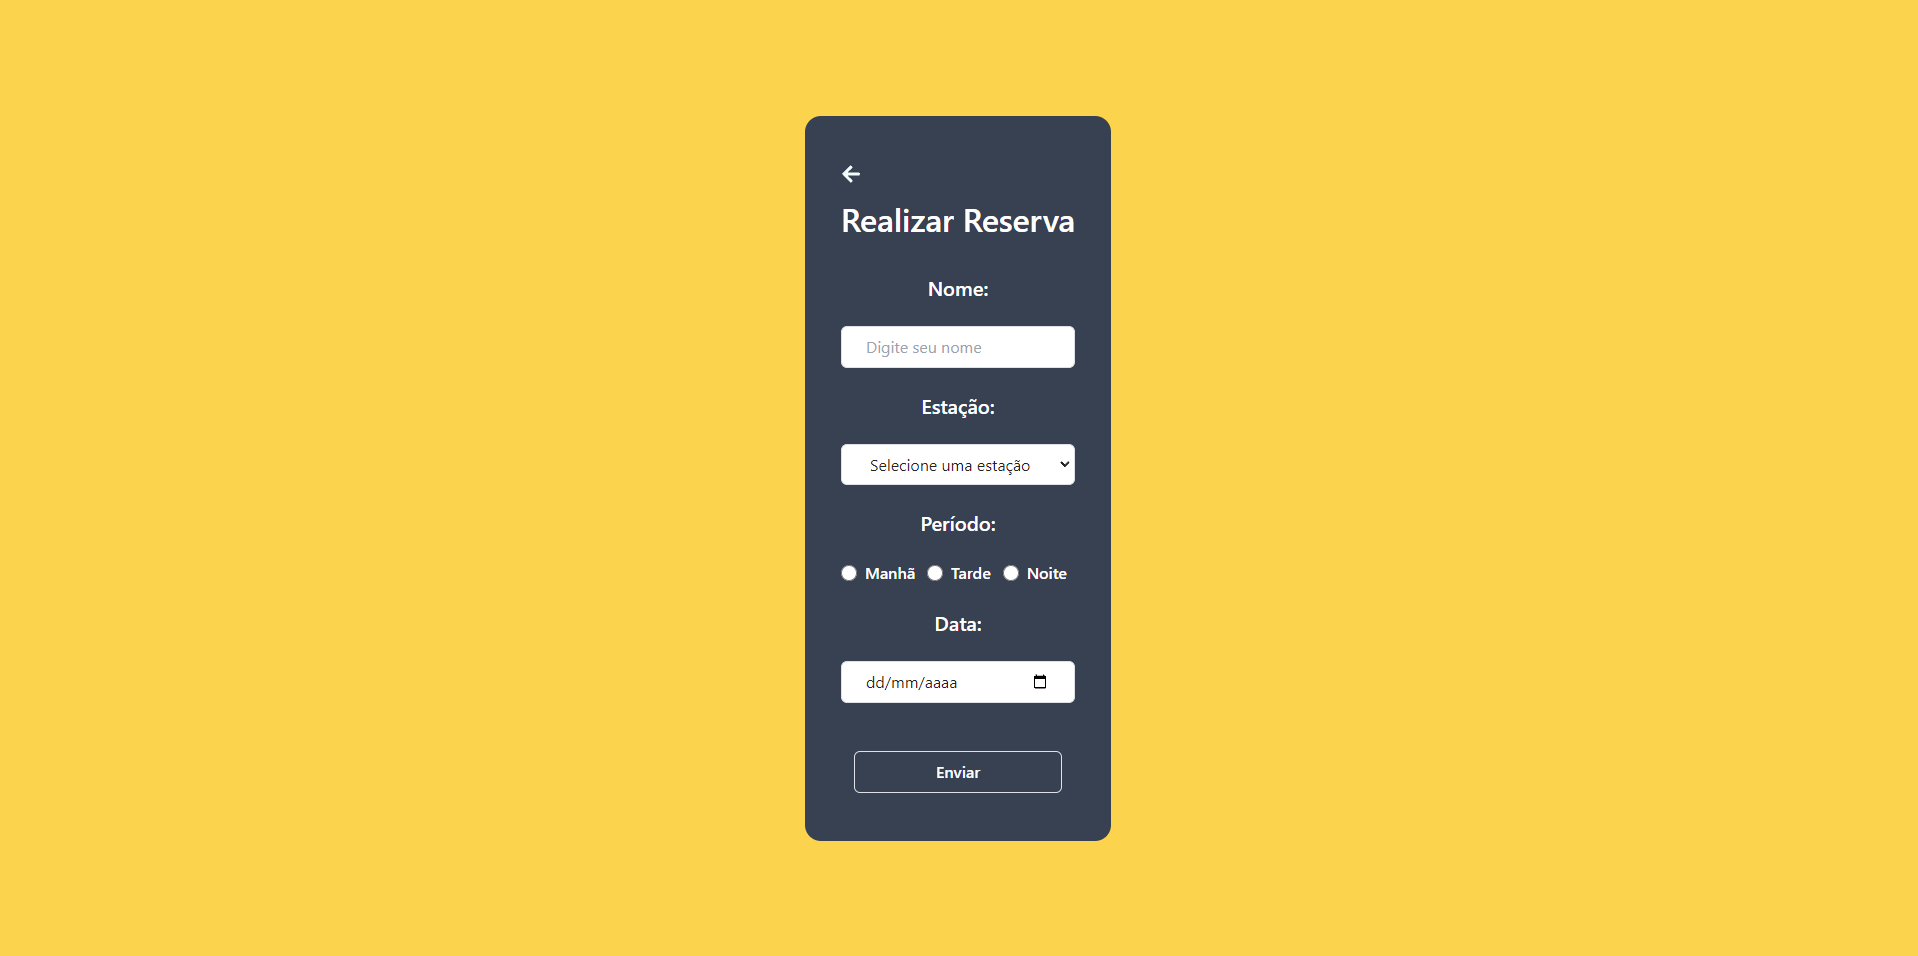 Realizar Reserva
Nome:
Digite seu nome
Estação:
Selecione uma estação
Período:
Manhã Tarde Noite
Data:
dd/mm/aaaa
Enviar